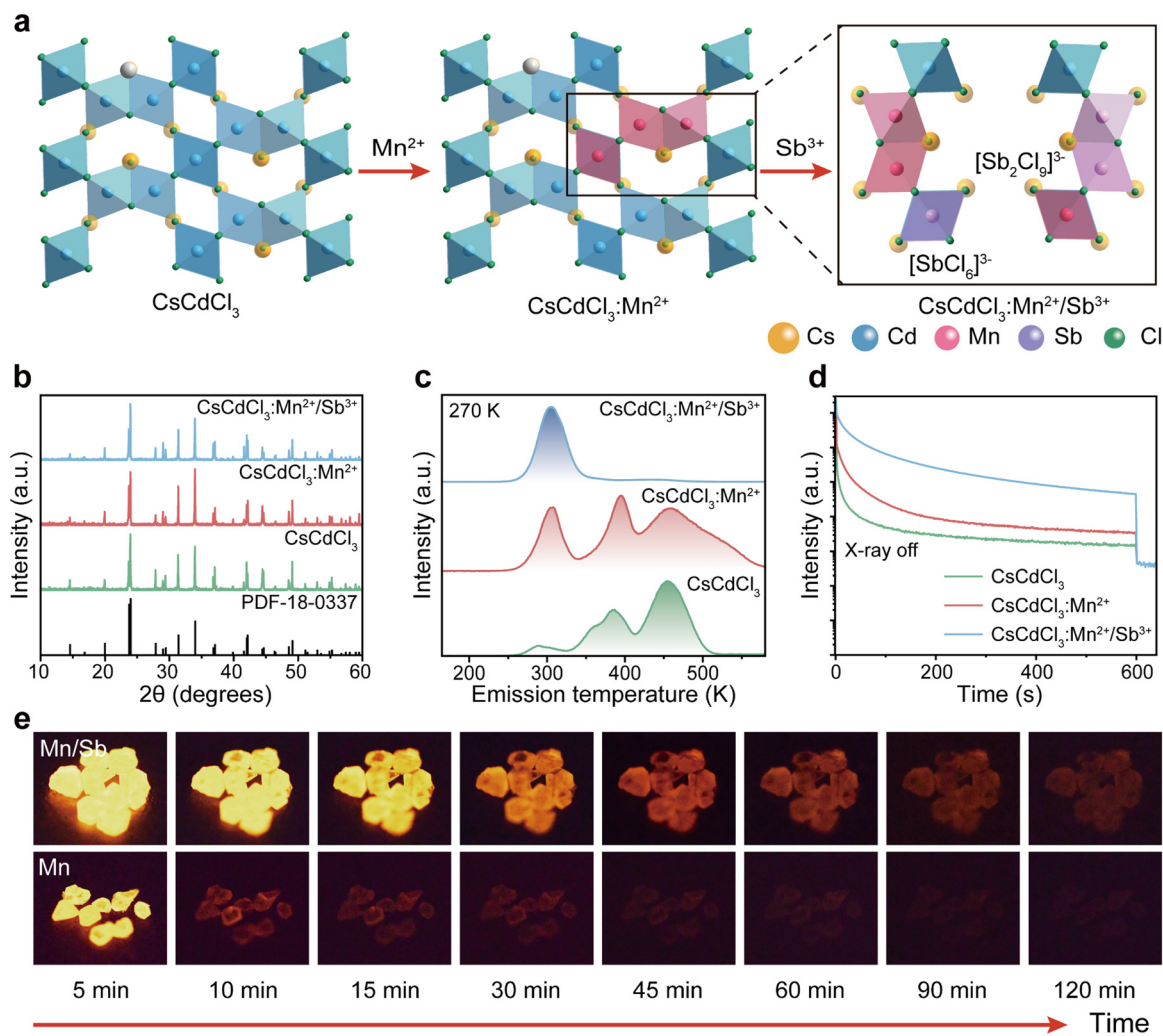 a
Mn²⁺
Sb³⁺
[Sb₂Cl₉]³⁻
[SbCl₆]³⁻
CsCdCl₃
CsCdCl₃:Mn²⁺
CsCdCl₃:Mn²⁺/Sb³⁺
Cs Cd Mn Sb Cl
b
CsCdCl₃:Mn²⁺/Sb³⁺
CsCdCl₃:Mn²⁺
CsCdCl₃
PDF-18-0337
Intensity (a.u.)
10 20 30 40 50 60
2θ (degrees)
c
270 K
CsCdCl₃:Mn²⁺/Sb³⁺
CsCdCl₃:Mn²⁺
CsCdCl₃
Intensity (a.u.)
200 300 400 500
Emission temperature (K)
d
X-ray off
CsCdCl₃
CsCdCl₃:Mn²⁺
CsCdCl₃:Mn²⁺/Sb³⁺
Intensity (a.u.)
0 200 400 600
Time (s)
e
Mn/Sb
Mn
5 min 10 min 15 min 30 min 45 min 60 min 90 min 120 min
Time